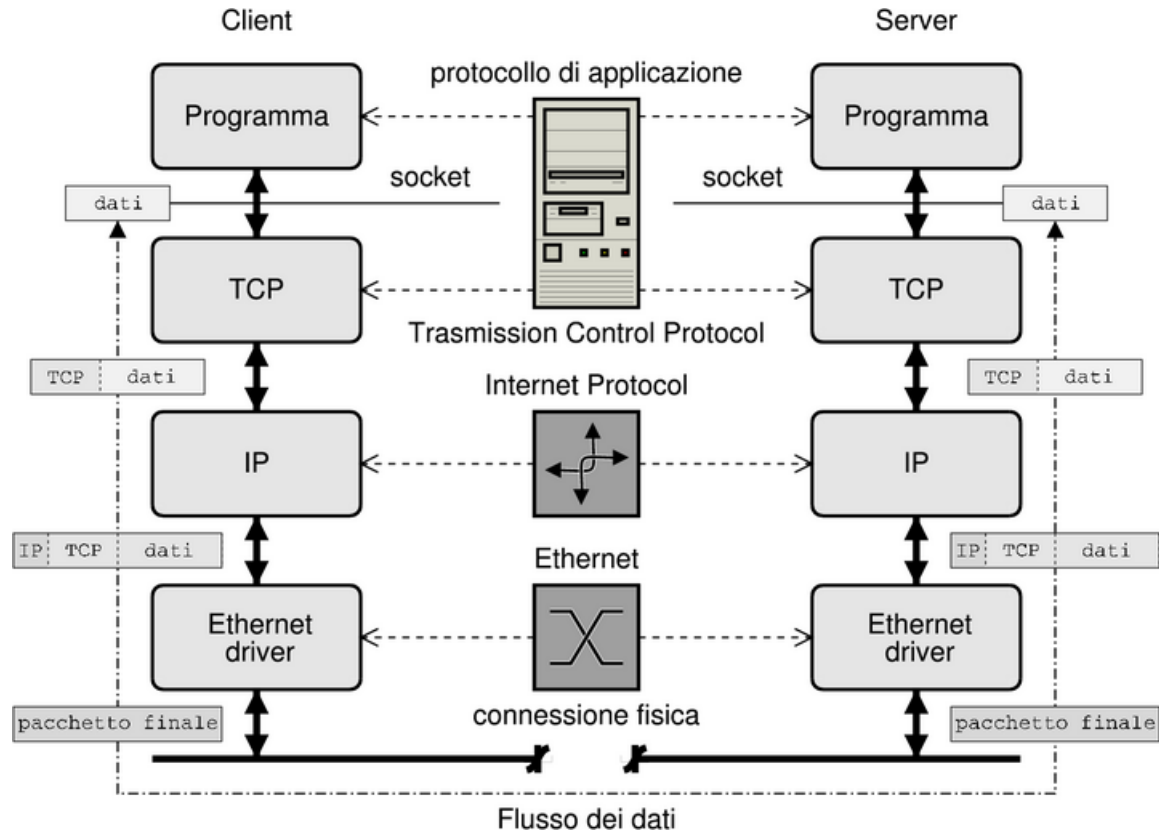 Client
Server
protocollo di applicazione
Programma
Programma
socket
socket
dati
dati
TCP
TCP
Trasmission Control Protocol
TCP dati
TCP dati
Internet Protocol
IP
IP
IP TCP dati
IP TCP dati
Ethernet
Ethernet
driver
Ethernet
driver
pacchetto finale
pacchetto finale
connessione fisica
Flusso dei dati